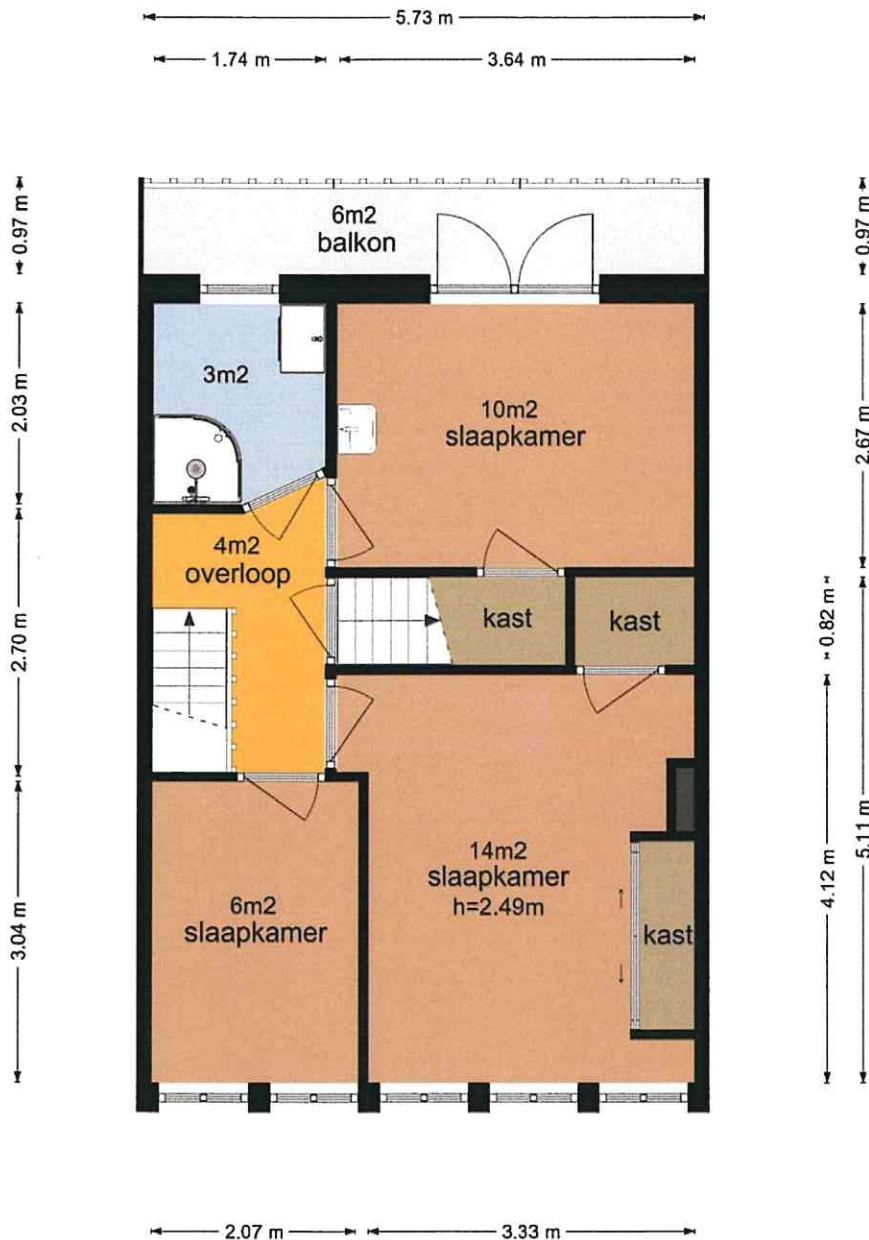 5.73 m
1.74 m
3.64 m
0.97 m
0.97 m
6m2
balkon
2.03 m
3m2
10m2
slaapkamer
2.67 m
4m2
overloop
2.70 m
kast
kast
0.82 m
14m2
slaapkamer
h=2.49m
kast
4.12 m
5.11 m
6m2
slaapkamer
3.04 m
2.07 m
3.33 m